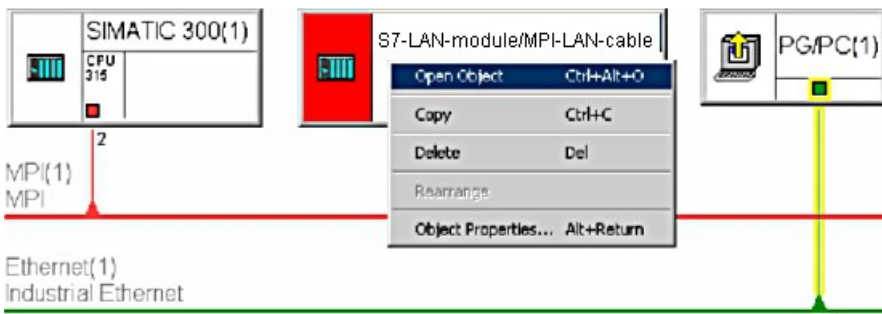 SIMATIC 300(1)
CPU
315
2
S7-LAN-module/MPI-LAN-cable
PG/PC(1)
Open Object Ctrl+Alt+O
Copy Ctrl+C
Delete Del
Rearrange
Object Properties... Alt+Return
MPI(1)
MPI
Ethernet(1)
Industrial Ethernet